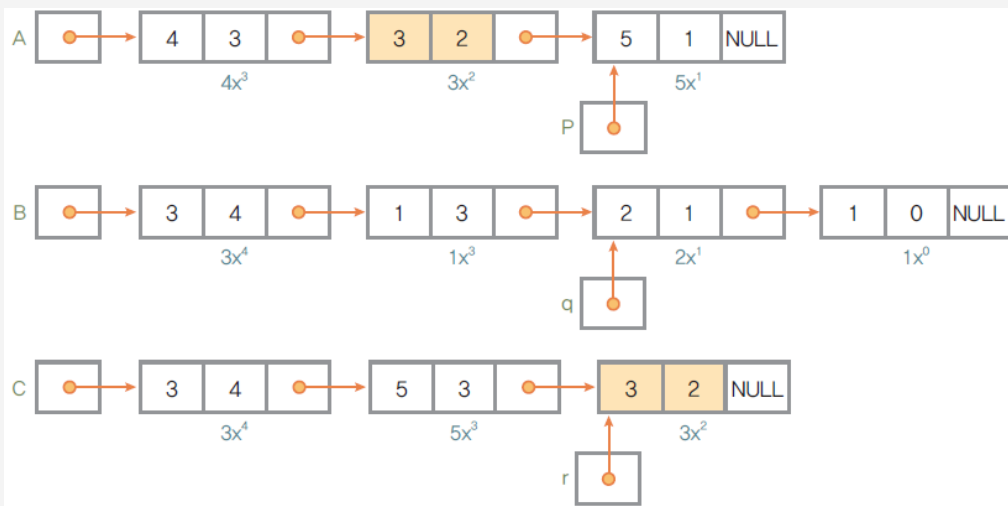 A 4 3 3 2 5 1 NULL
4x³ 3x² 5x¹
P
B 3 4 1 3 2 1 1 0 NULL
3x⁴ 1x³ 2x¹ 1x⁰
q
C 3 4 5 3 3 2 NULL
3x⁴ 5x³ 3x²
r